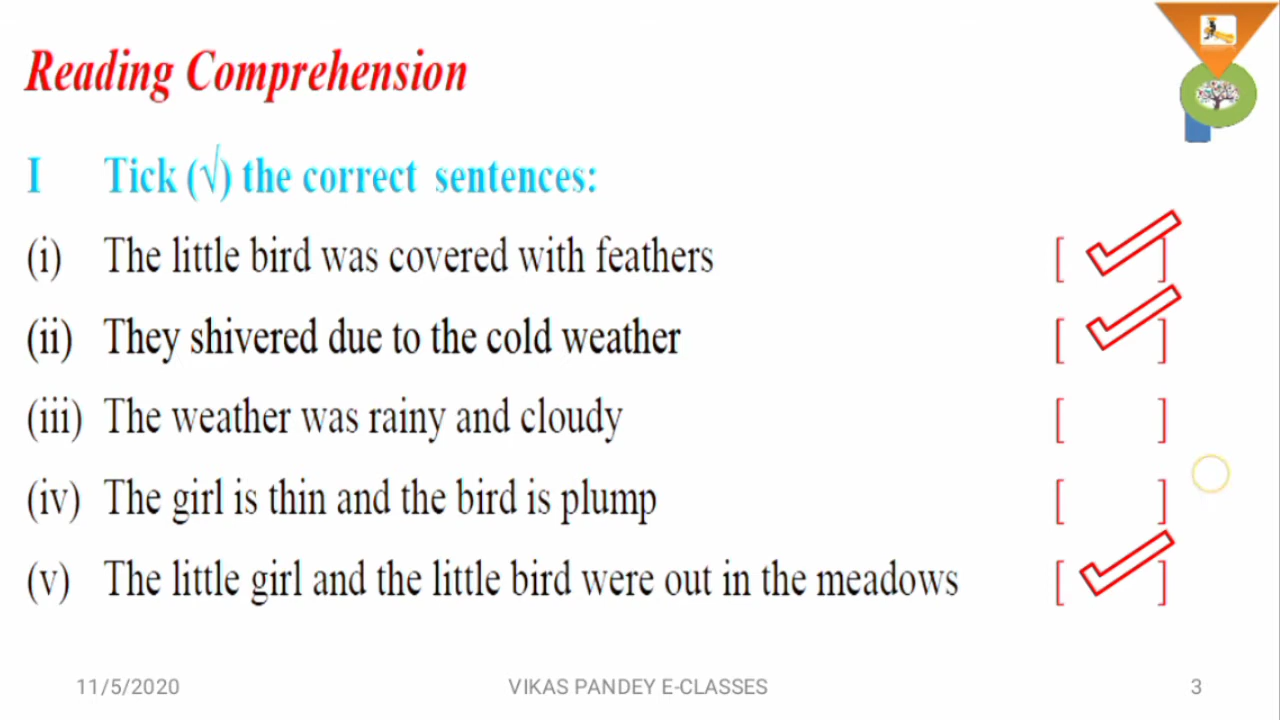 Reading Comprehension
I Tick (√) the correct sentences:
(i) The little bird was covered with feathers [ ]
(ii) They shivered due to the cold weather [ ]
(iii) The weather was rainy and cloudy [ ]
(iv) The girl is thin and the bird is plump [ ]
(v) The little girl and the little bird were out in the meadows [ ]
11/5/2020 VIKAS PANDEY E-CLASSES 3